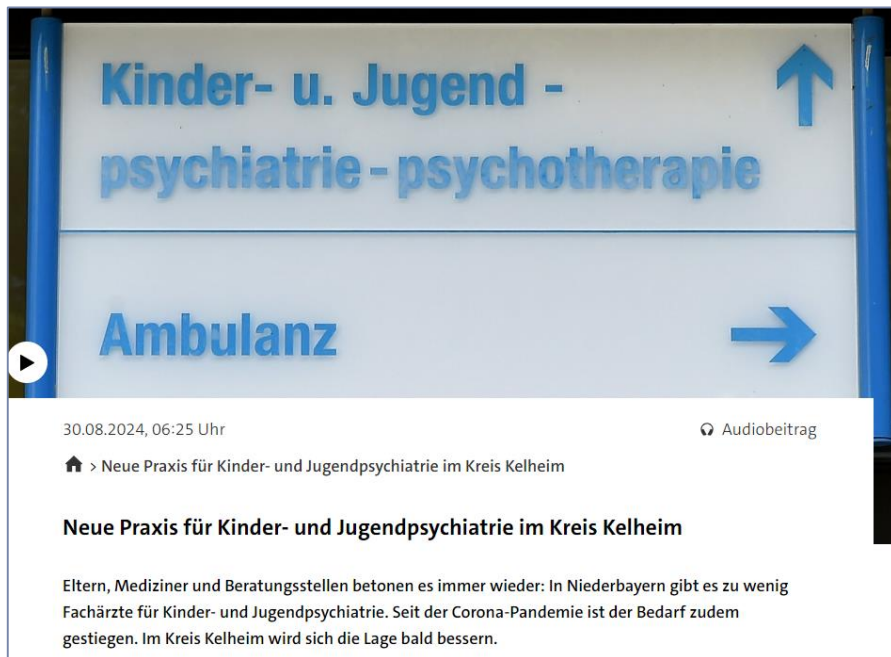 Kinder- u. Jugend -
psychiatrie - psychotherapie
Ambulanz
30.08.2024, 06:25 Uhr
Audiobeitrag
> Neue Praxis für Kinder- und Jugendpsychiatrie im Kreis Kelheim
Neue Praxis für Kinder- und Jugendpsychiatrie im Kreis Kelheim
Eltern, Mediziner und Beratungsstellen betonen es immer wieder: In Niederbayern gibt es zu wenig
Fachärzte für Kinder- und Jugendpsychiatrie. Seit der Corona-Pandemie ist der Bedarf zudem
gestiegen. Im Kreis Kelheim wird sich die Lage bald bessern.